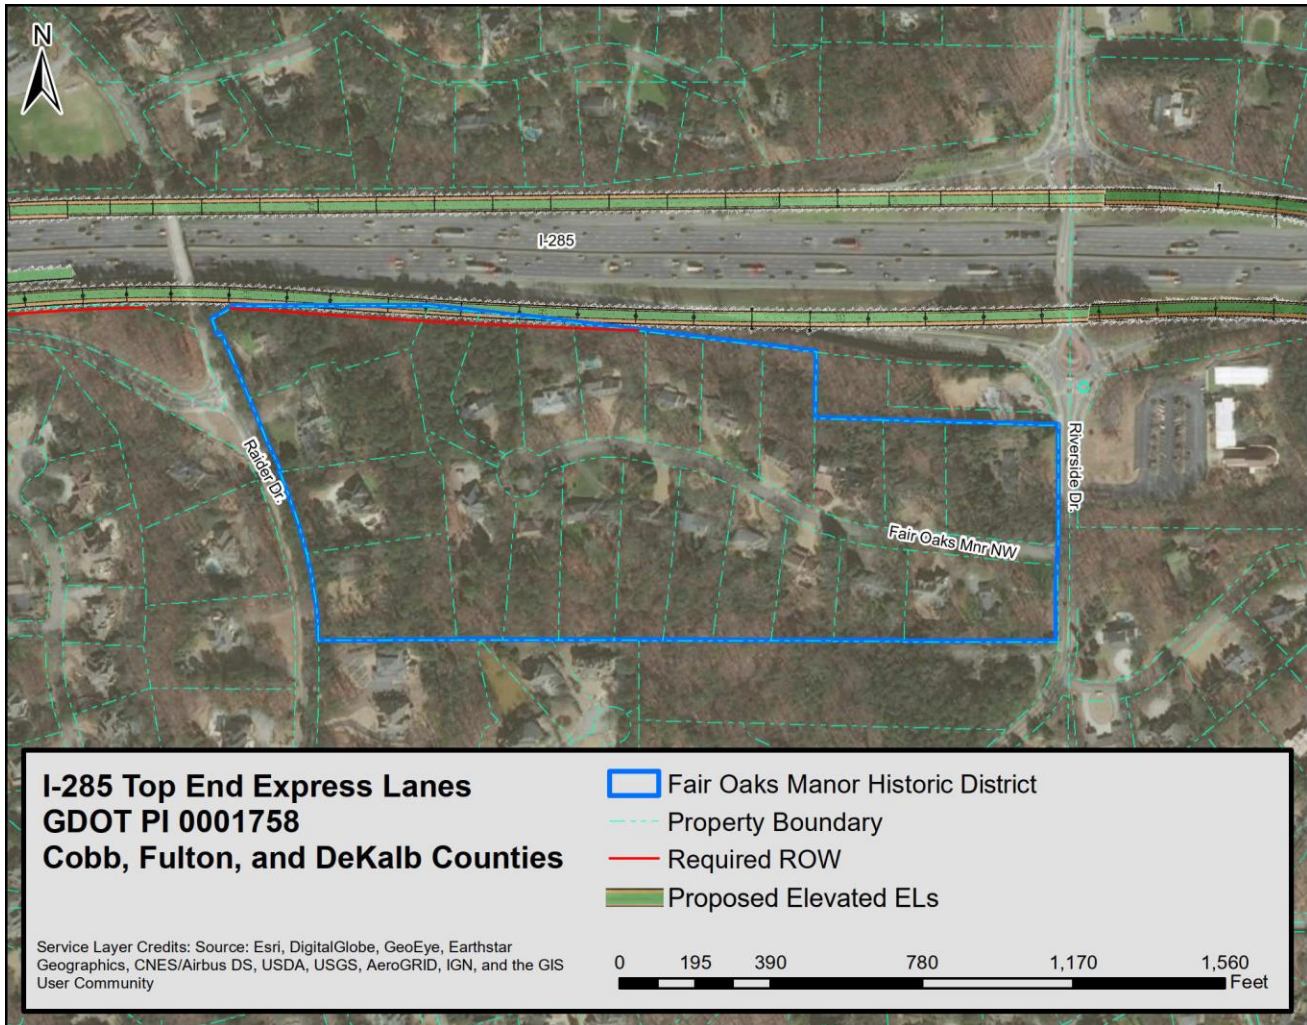 N
I-285
Raider Dr.
Riverside Dr.
Fair Oaks Mnr NW
I-285 Top End Express Lanes
GDOT PI 0001758
Cobb, Fulton, and DeKalb Counties
Service Layer Credits: Source: Esri, DigitalGlobe, GeoEye, Earthstar
Geographics, CNES/Airbus DS, USDA, USGS, AeroGRID, IGN, and the GIS
User Community
Fair Oaks Manor Historic District
Property Boundary
Required ROW
Proposed Elevated ELs
0 195 390 780 1,170 1,560
Feet